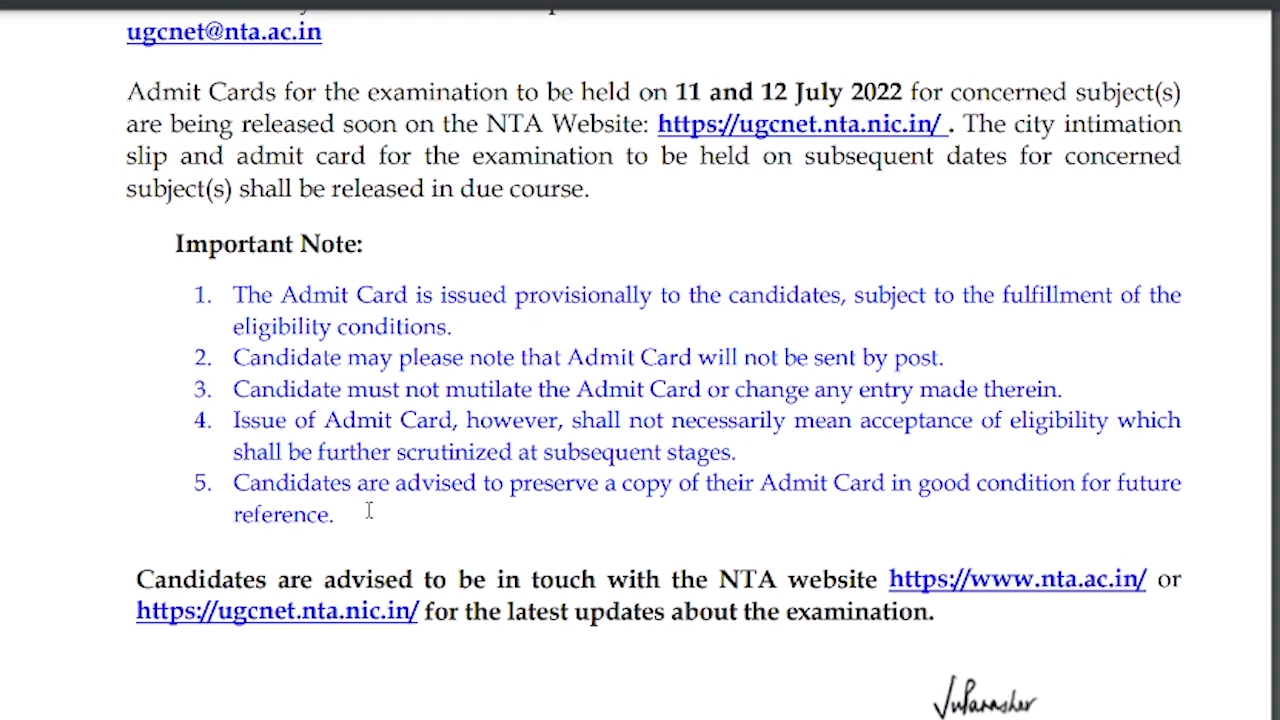 ugcnet@nta.ac.in
Admit Cards for the examination to be held on 11 and 12 July 2022 for concerned subject(s)
are being released soon on the NTA Website: https://ugcnet.nta.nic.in/ . The city intimation
slip and admit card for the examination to be held on subsequent dates for concerned
subject(s) shall be released in due course.
Important Note:
1. The Admit Card is issued provisionally to the candidates, subject to the fulfillment of the
eligibility conditions.
2. Candidate may please note that Admit Card will not be sent by post.
3. Candidate must not mutilate the Admit Card or change any entry made therein.
4. Issue of Admit Card, however, shall not necessarily mean acceptance of eligibility which
shall be further scrutinized at subsequent stages.
5. Candidates are advised to preserve a copy of their Admit Card in good condition for future
reference.
Candidates are advised to be in touch with the NTA website https://www.nta.ac.in/ or
https://ugcnet.nta.nic.in/ for the latest updates about the examination.